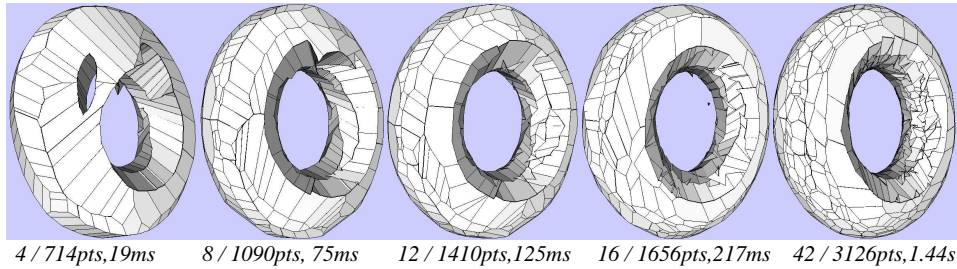 4 / 714pts,19ms
8 / 1090pts, 75ms
12 / 1410pts,125ms
16 / 1656pts,217ms
42 / 3126pts,1.44s